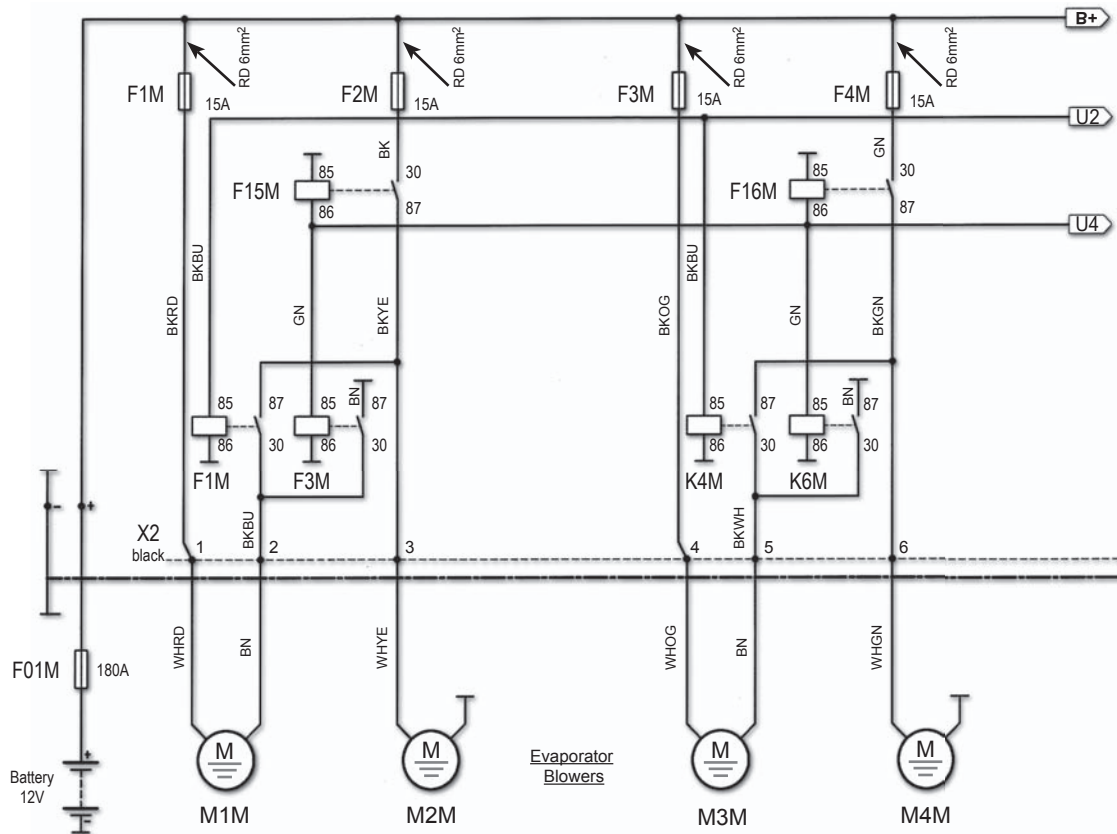 B+
RD 6mm²
RD 6mm²
RD 6mm²
RD 6mm²
F1M
15A
F2M
15A
F3M
15A
F4M
15A
U2
BK
GN
F15M
85
86
30
87
F16M
85
86
30
87
U4
BKBU
BKRD
GN
BKYE
BKBU
BKOG
GN
BKGN
85
86
87
30
85
86
BN
87
30
85
86
87
30
85
86
BN
87
30
F1M
F3M
K4M
K6M
-
+
X2
black
1
BKBU
2
3
4
BKWH
5
6
F01M
180A
WHRD
BN
WHYE
WHOG
BN
WHGN
Battery
12V
+
-
M
M
Evaporator
Blowers
M
M
M1M
M2M
M3M
M4M